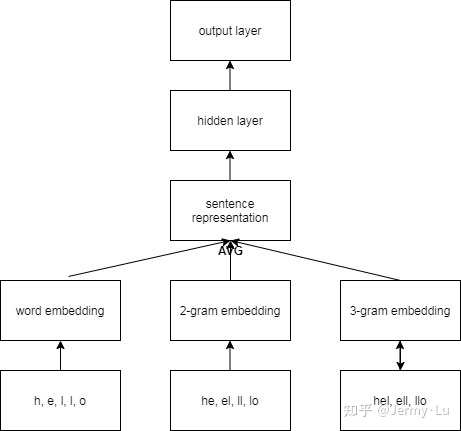 output layer
hidden layer
sentence
representation
AVG
word embedding
2-gram embedding
3-gram embedding
h, e, l, l, o
he, el, ll, lo
hel, ell, llo
知乎 @Jermy·Lu